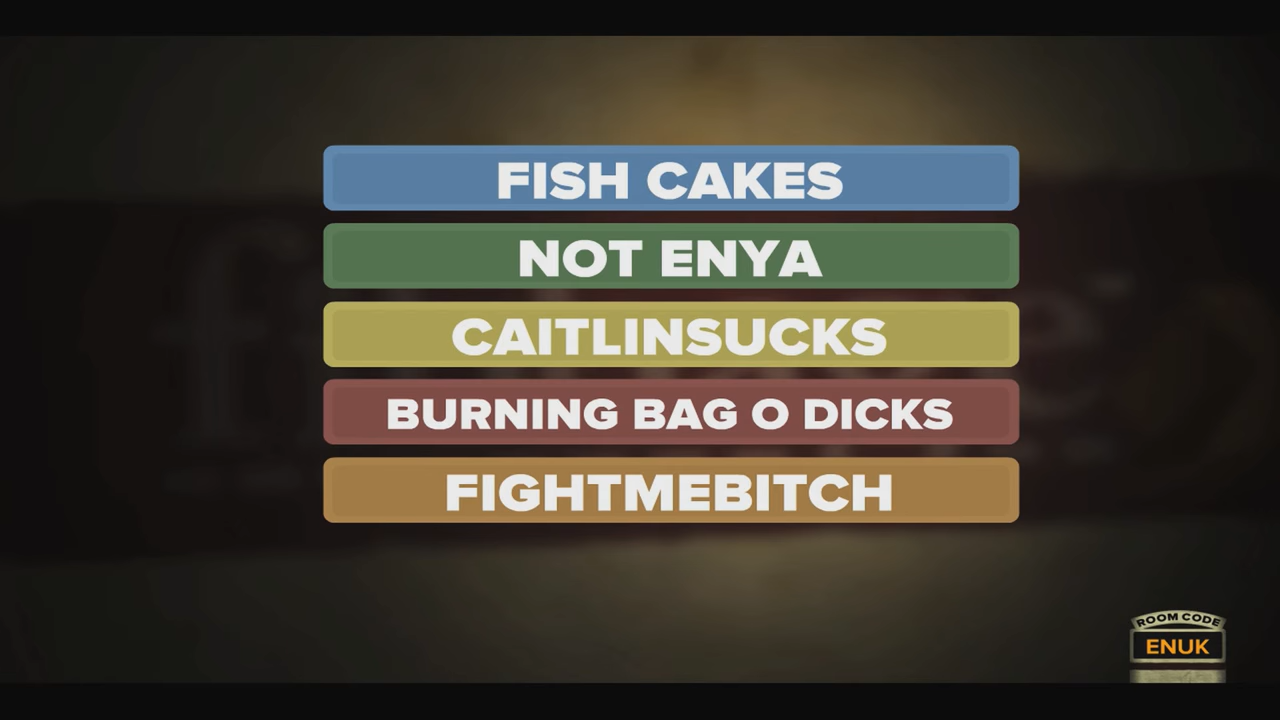 FISH CAKES
NOT ENYA
CAITLINSUCKS
BURNING BAG O DICKS
FIGHTMEBITCH
ROOM CODE
ENUK